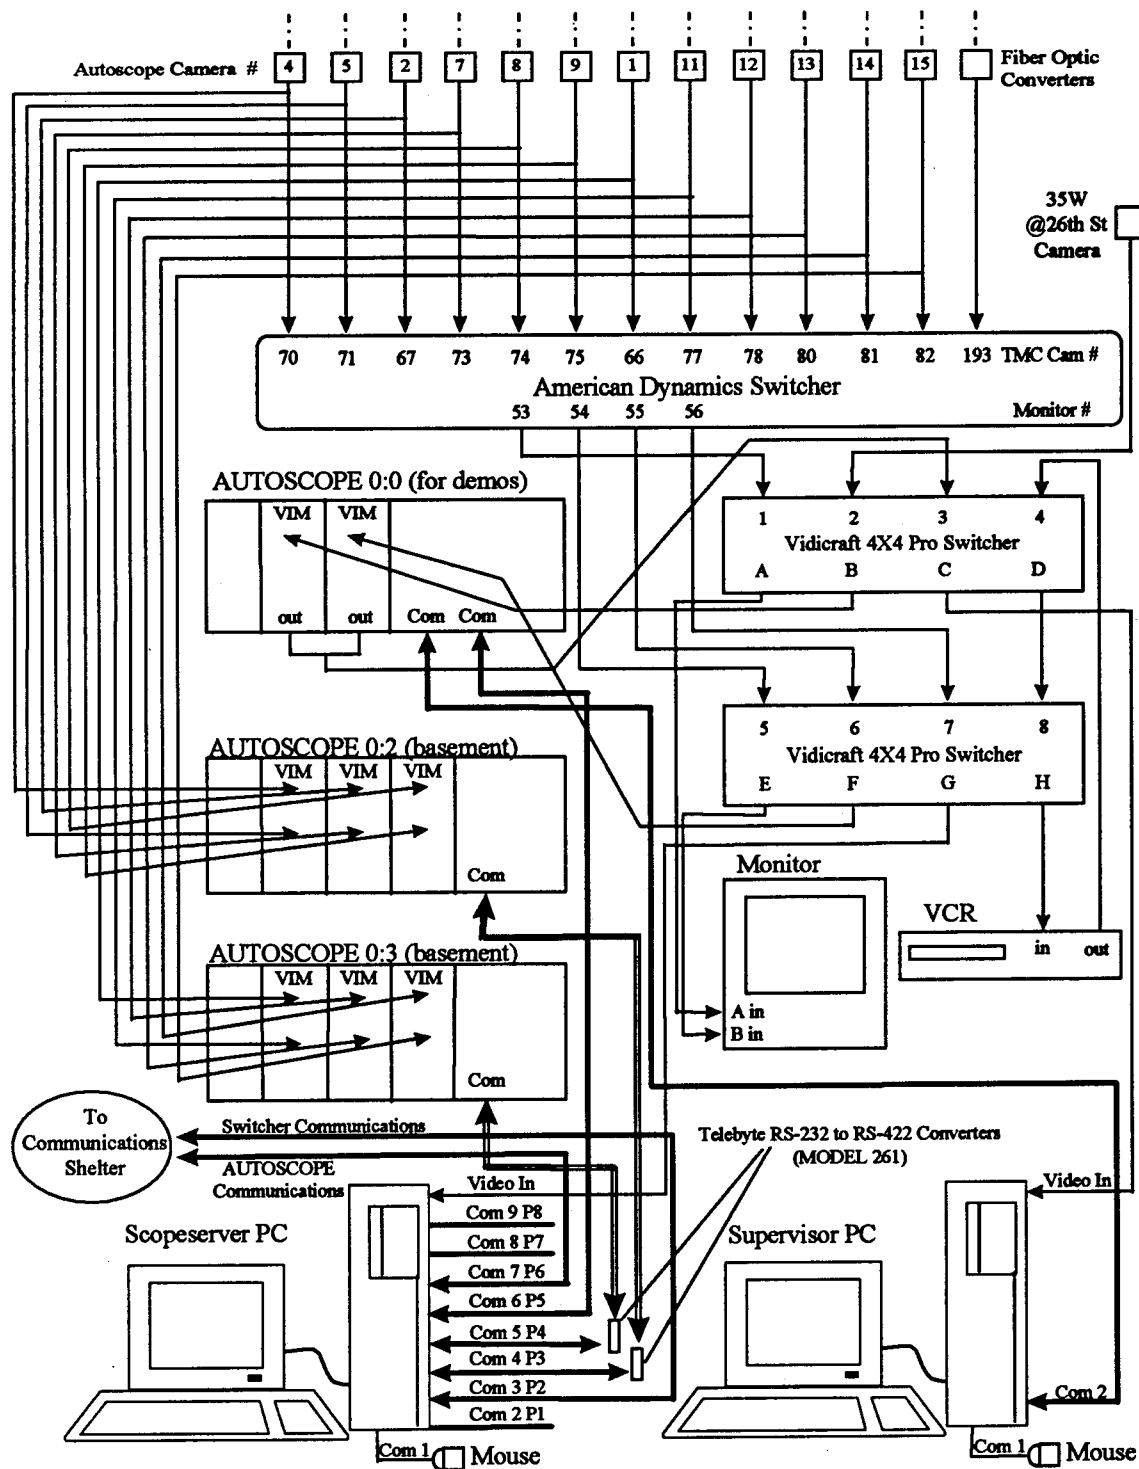 Autoscope Camera # 4 5 2 7 8 9 1 11 12 13 14 15 Fiber Optic
Converters
35W
@26th St
Camera
70 71 67 73 74 75 66 77 78 80 81 82 193 TMC Cam #
American Dynamics Switcher
53 54 55 56 Monitor #
AUTOSCOPE 0:0 (for demos)
VIM VIM
out out Com Com
1 2 3 4
Vidicraft 4X4 Pro Switcher
A B C D
5 6 7 8
Vidicraft 4X4 Pro Switcher
E F G H
AUTOSCOPE 0:2 (basement)
VIM VIM VIM
Com
Monitor
A in
B in
VCR
in out
AUTOSCOPE 0:3 (basement)
VIM VIM VIM
Com
To
Communications
Shelter
Switcher Communications
AUTOSCOPE
Communications
Telebyte RS-232 to RS-422 Converters
(MODEL 261)
Scopeserver PC
Video In
Com 9 P8
Com 8 P7
Com 7 P6
Com 6 P5
Com 5 P4
Com 4 P3
Com 3 P2
Com 2 P1
Com 1 Mouse
Supervisor PC
Video In
Com 2
Com 1 Mouse